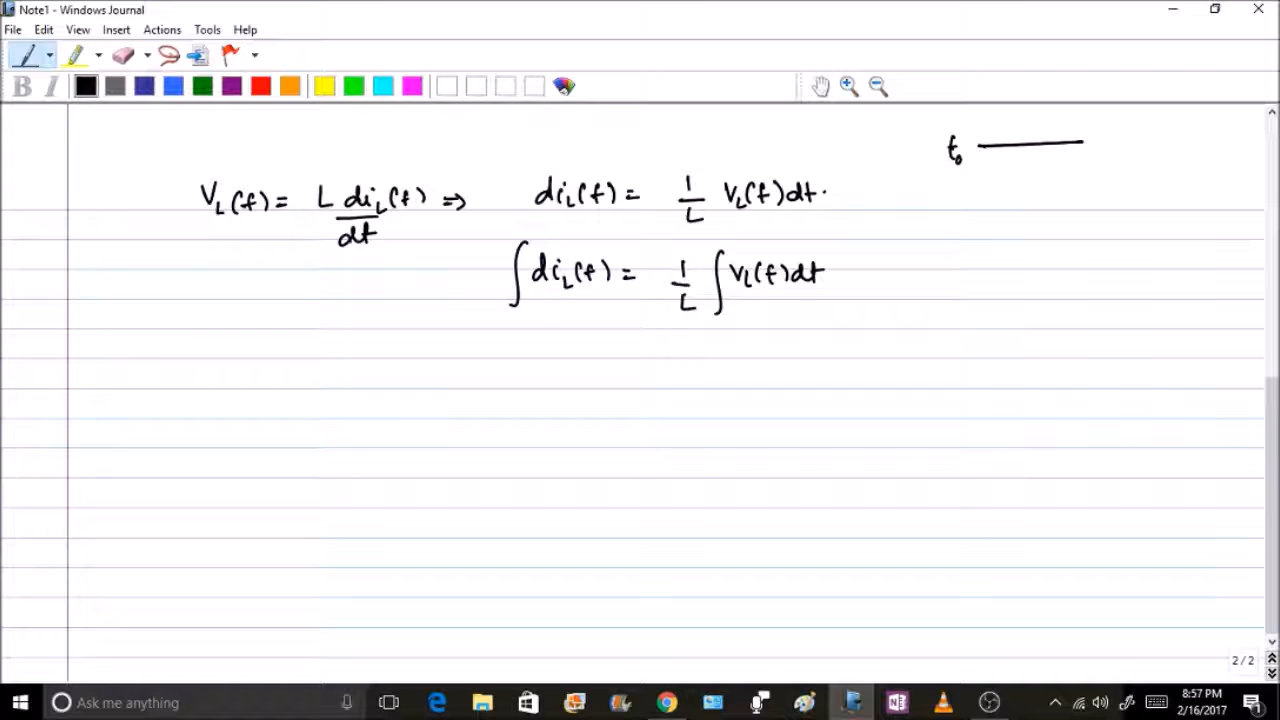 Note1 - Windows Journal
File Edit View Insert Actions Tools Help
B I
t₀
V_L(t) = L di_L(t)/dt ⇒ di_L(t) = 1/L V_L(t)dt.
∫di_L(t) = 1/L ∫V_L(t)dt
2 / 2
Ask me anything
8:57 PM
2/16/2017